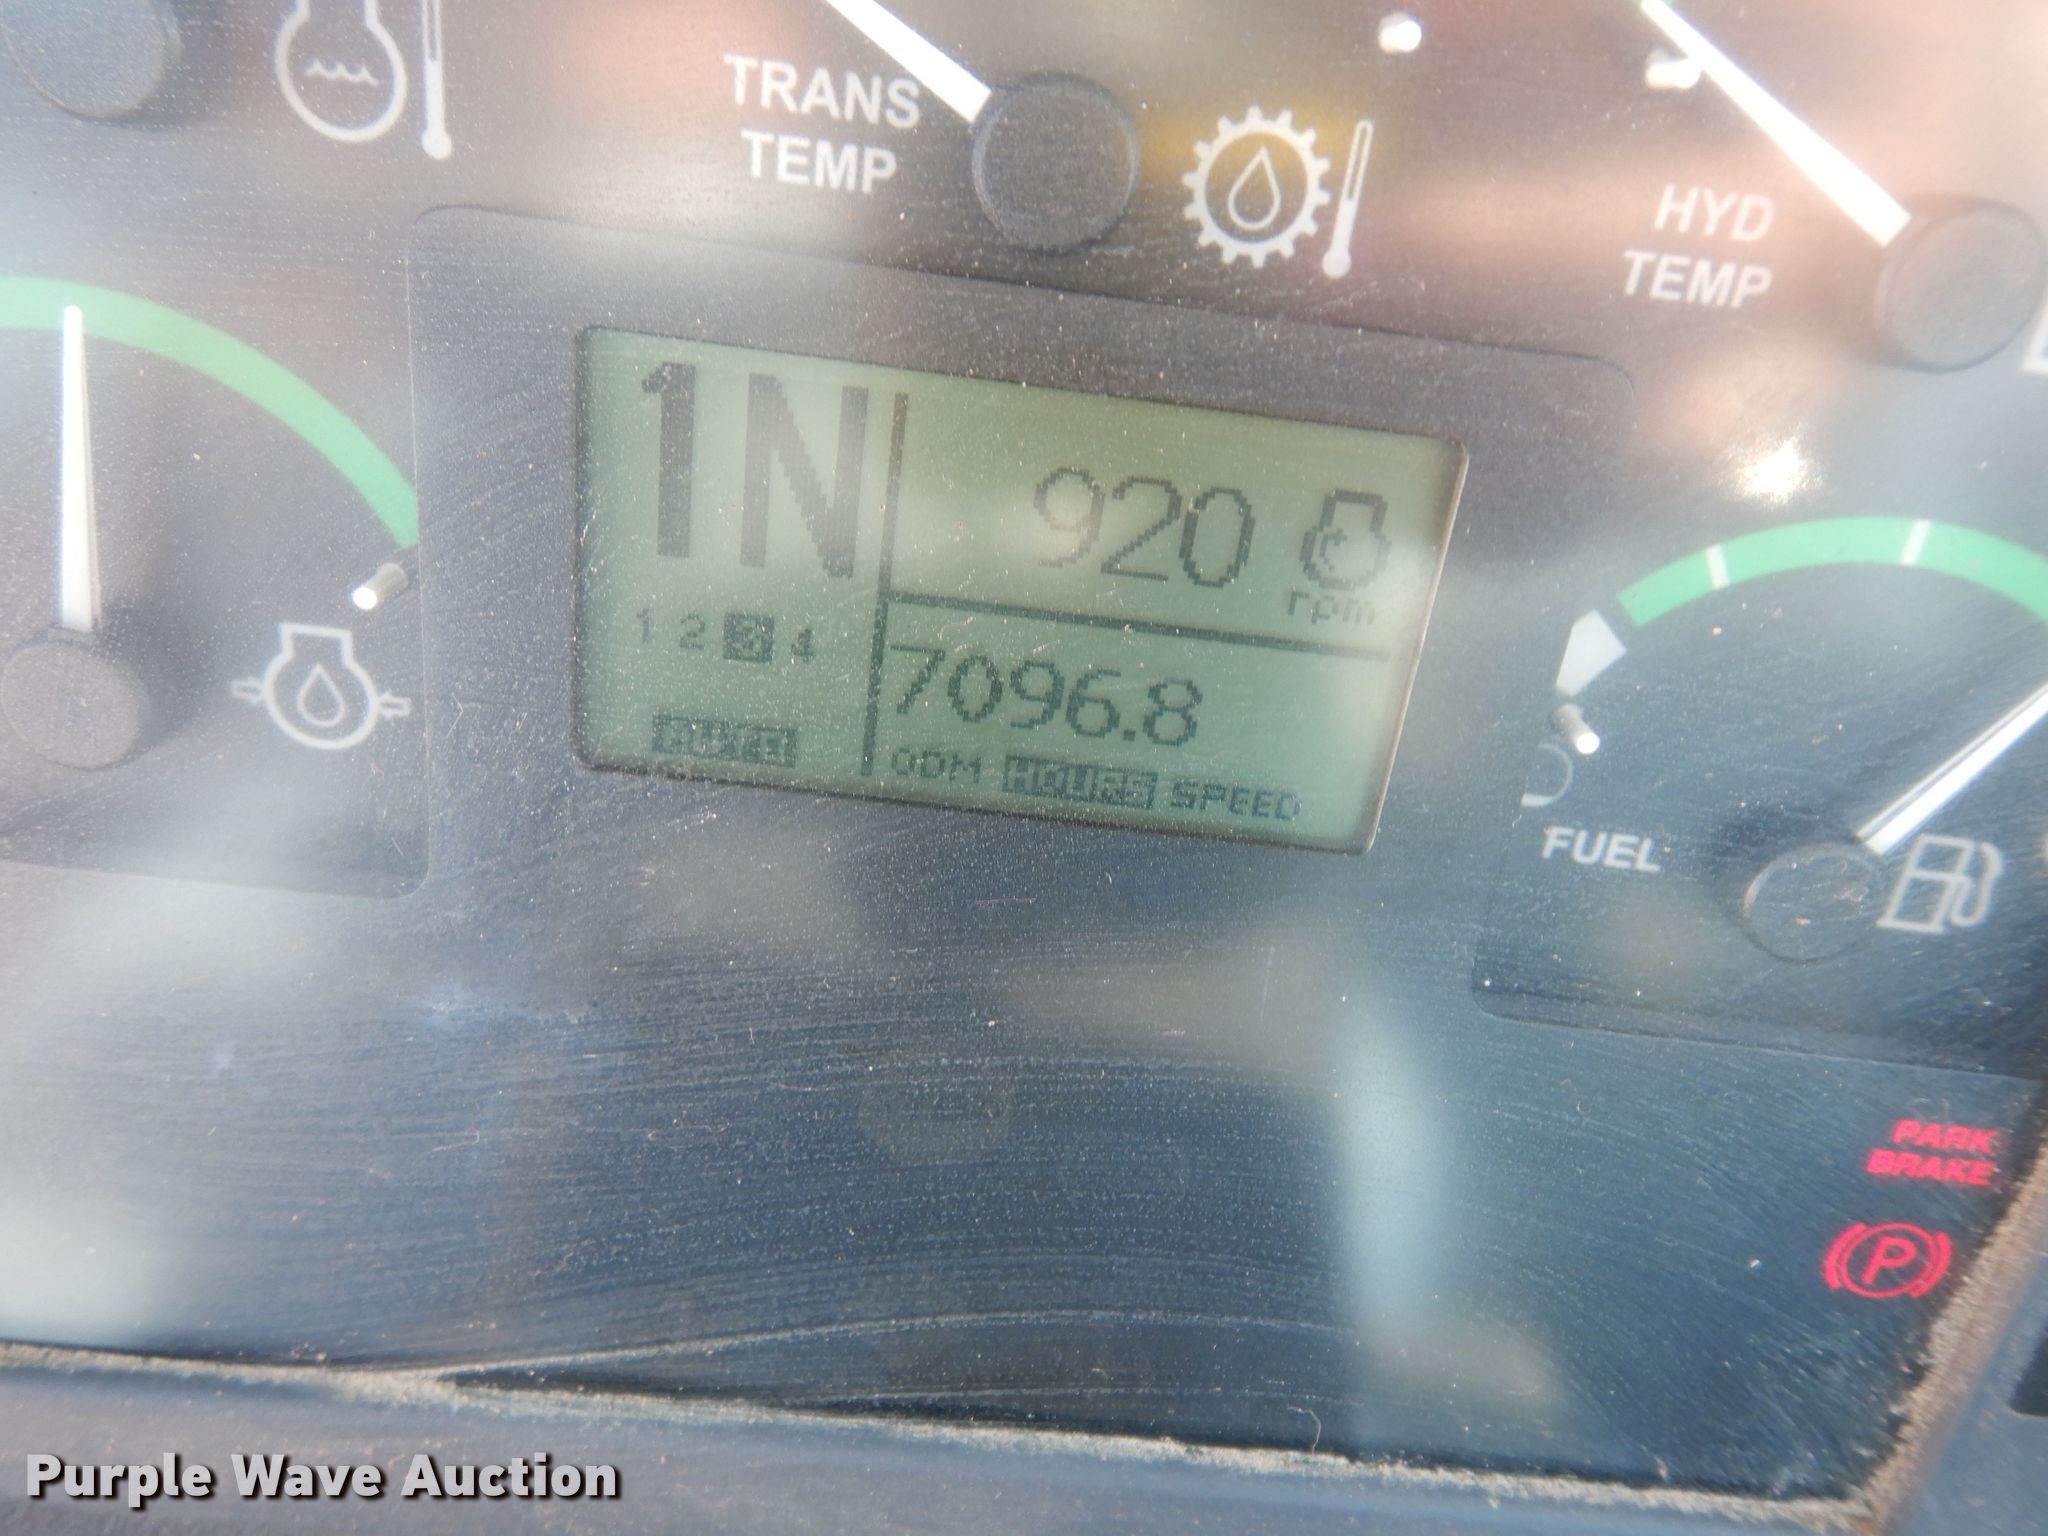 TRANS
TEMP
HYD
TEMP
1N
920
rpm
1 2 3 4
7096.8
AUTO
ODM HOURS SPEED
FUEL
PARK
BRAKE
P
Purple Wave Auction